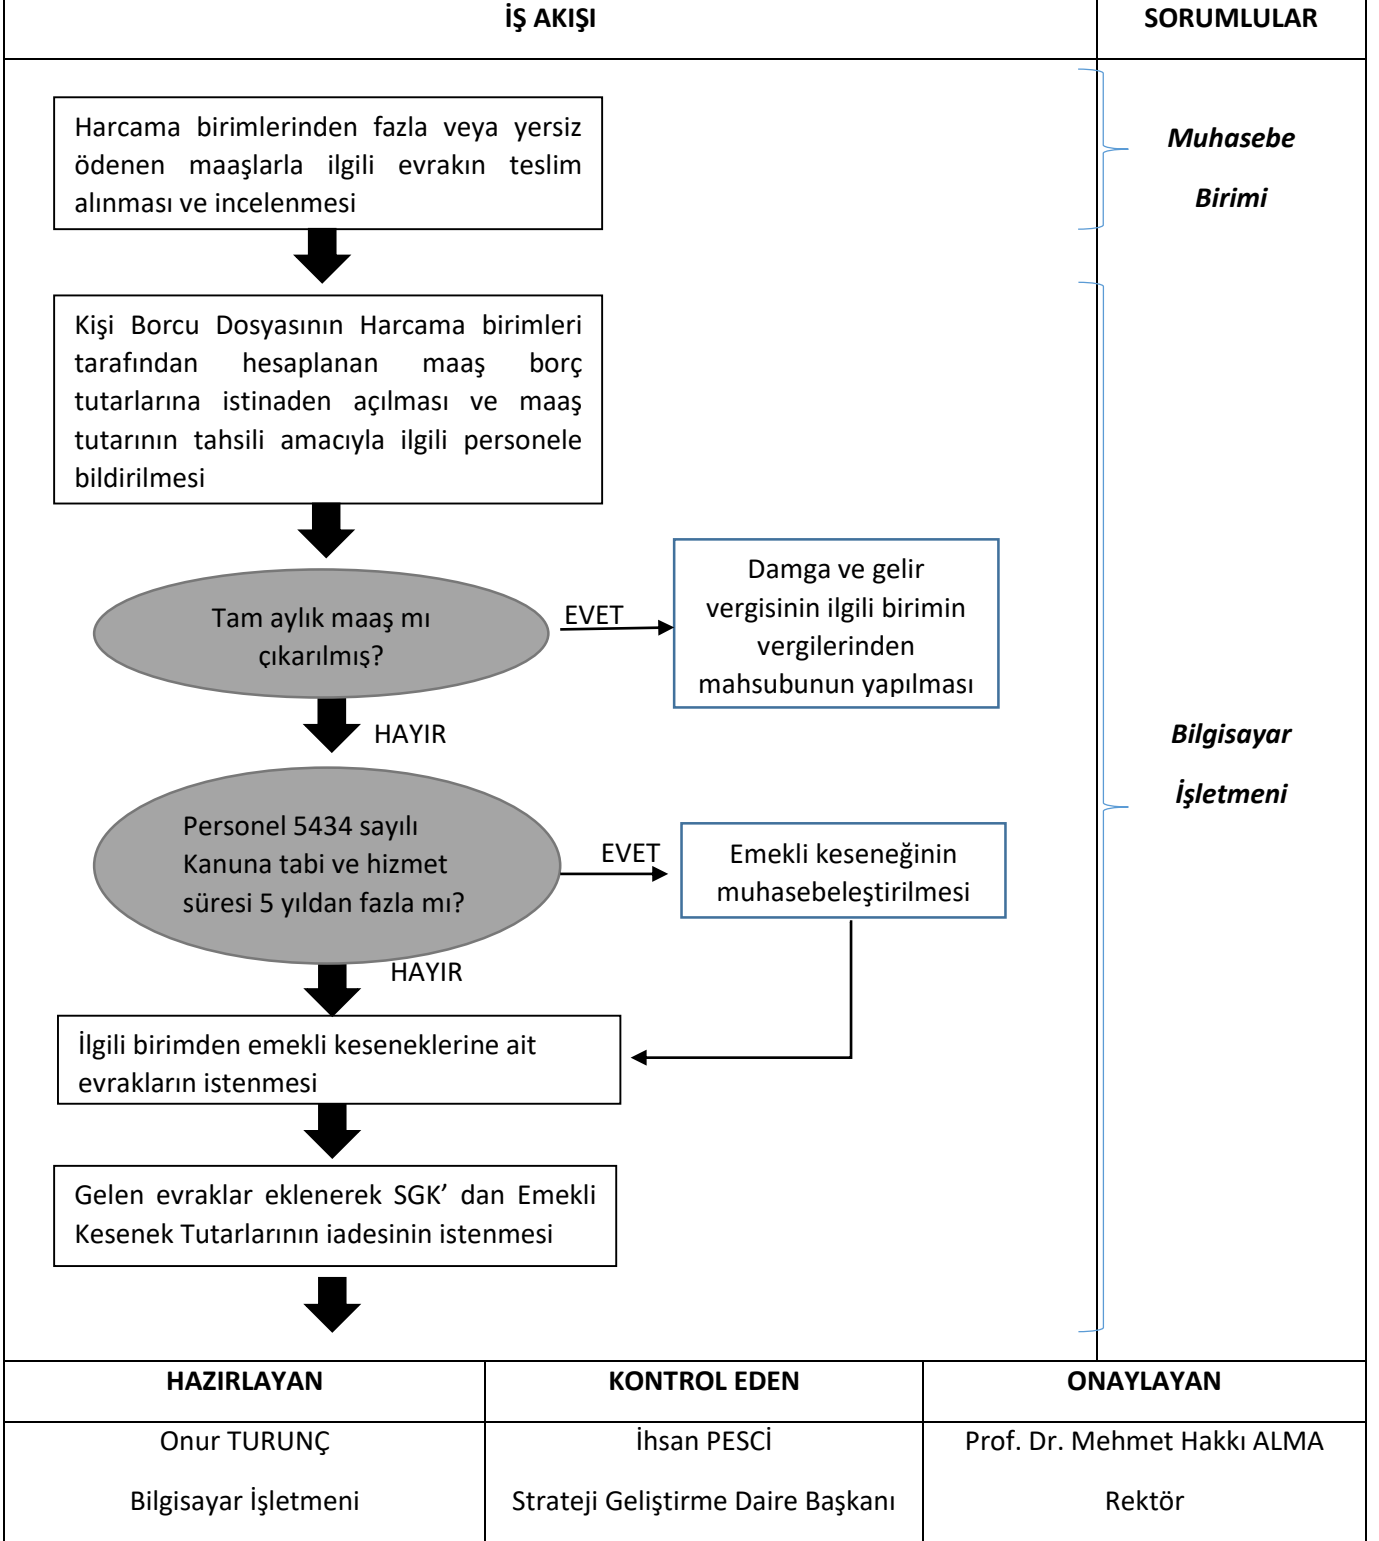 İŞ AKIŞI
SORUMLULAR
Harcama birimlerinden fazla veya yersiz
ödenen maaşlarla ilgili evrakın teslim
alınması ve incelenmesi
Muhasebe
Birimi
Kişi Borcu Dosyasının Harcama birimleri
tarafından hesaplanan maaş borç
tutarlarına istinaden açılması ve maaş
tutarının tahsili amacıyla ilgili personele
bildirilmesi
Tam aylık maaş mı
çıkarılmış?
EVET
Damga ve gelir
vergisinin ilgili birimin
vergilerinden
mahsubunun yapılması
HAYIR
Bilgisayar
İşletmeni
Personel 5434 sayılı
Kanuna tabi ve hizmet
süresi 5 yıldan fazla mı?
EVET
Emekli keseneğinin
muhasebeleştirilmesi
HAYIR
İlgili birimden emekli keseneklerine ait
evrakların istenmesi
Gelen evraklar eklenerek SGK’ dan Emekli
Kesenek Tutarlarının iadesinin istenmesi
HAZIRLAYAN
KONTROL EDEN
ONAYLAYAN
Onur TURUNÇ
İhsan PESCİ
Prof. Dr. Mehmet Hakkı ALMA
Bilgisayar İşletmeni
Strateji Geliştirme Daire Başkanı
Rektör